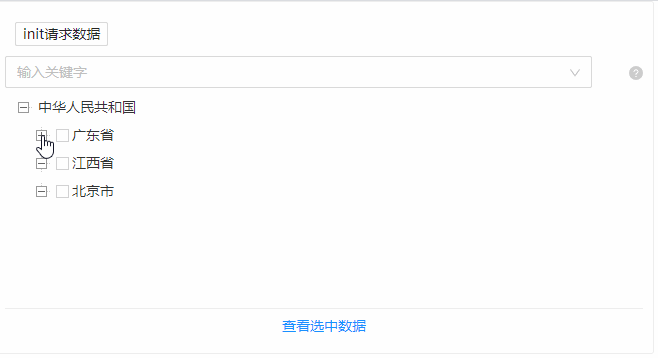 init请求数据
输入关键字
?
中华人民共和国
广东省
江西省
北京市
查看选中数据